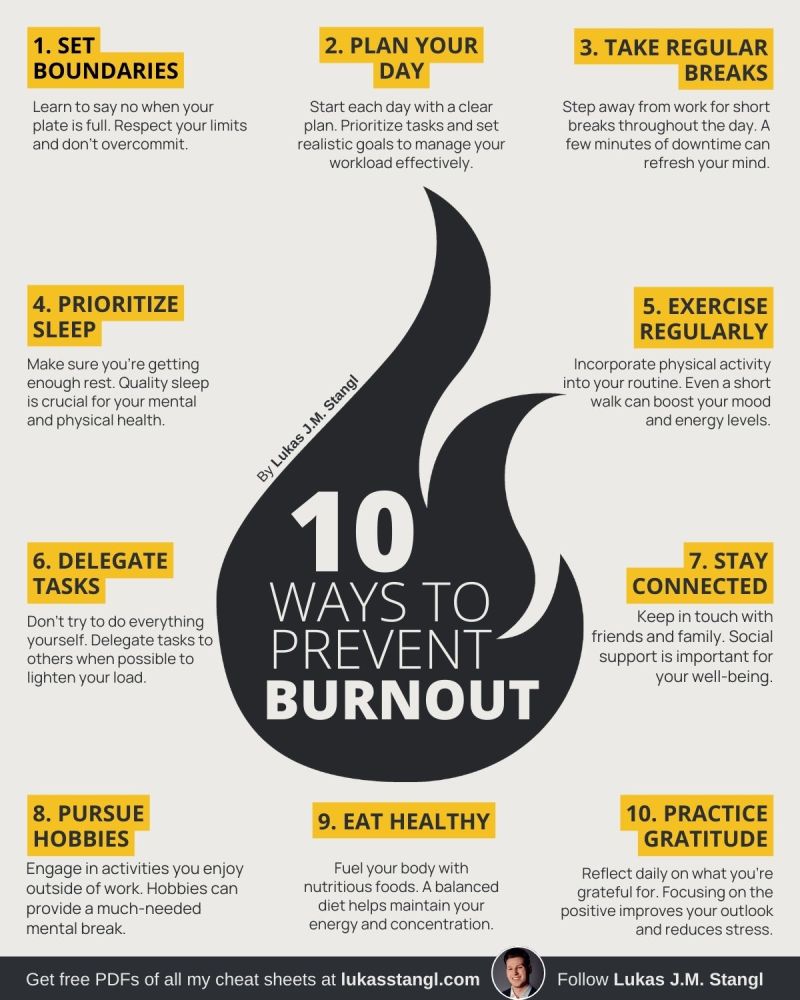 1. SET
BOUNDARIES
Learn to say no when your
plate is full. Respect your limits
and don't overcommit.
2. PLAN YOUR
DAY
Start each day with a clear
plan. Prioritize tasks and set
realistic goals to manage your
workload effectively.
3. TAKE REGULAR
BREAKS
Step away from work for short
breaks throughout the day. A
few minutes of downtime can
refresh your mind.
4. PRIORITIZE
SLEEP
Make sure you're getting
enough rest. Quality sleep
is crucial for your mental
and physical health.
5. EXERCISE
REGULARLY
Incorporate physical activity
into your routine. Even a short
walk can boost your mood
and energy levels.
By Lukas J.M. Stangl
10
WAYS TO
PREVENT
BURNOUT
6. DELEGATE
TASKS
Don't try to do everything
yourself. Delegate tasks to
others when possible to
lighten your load.
7. STAY
CONNECTED
Keep in touch with
friends and family. Social
support is important for
your well-being.
8. PURSUE
HOBBIES
Engage in activities you enjoy
outside of work. Hobbies can
provide a much-needed
mental break.
9. EAT HEALTHY
Fuel your body with
nutritious foods. A balanced
diet helps maintain your
energy and concentration.
10. PRACTICE
GRATITUDE
Reflect daily on what you're
grateful for. Focusing on the
positive improves your outlook
and reduces stress.
Get free PDFs of all my cheat sheets at lukasstangl.com
Follow Lukas J.M. Stangl